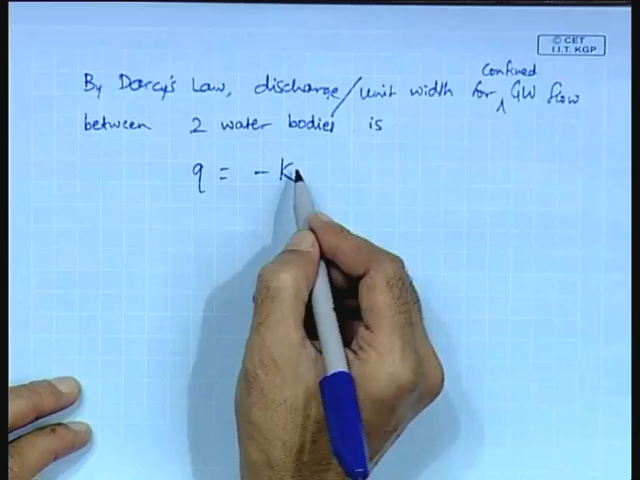 © CET
I.I.T. KGP
By Darcy's Law, discharge/unit width for confined GW flow
between 2 water bodies is
q = - K